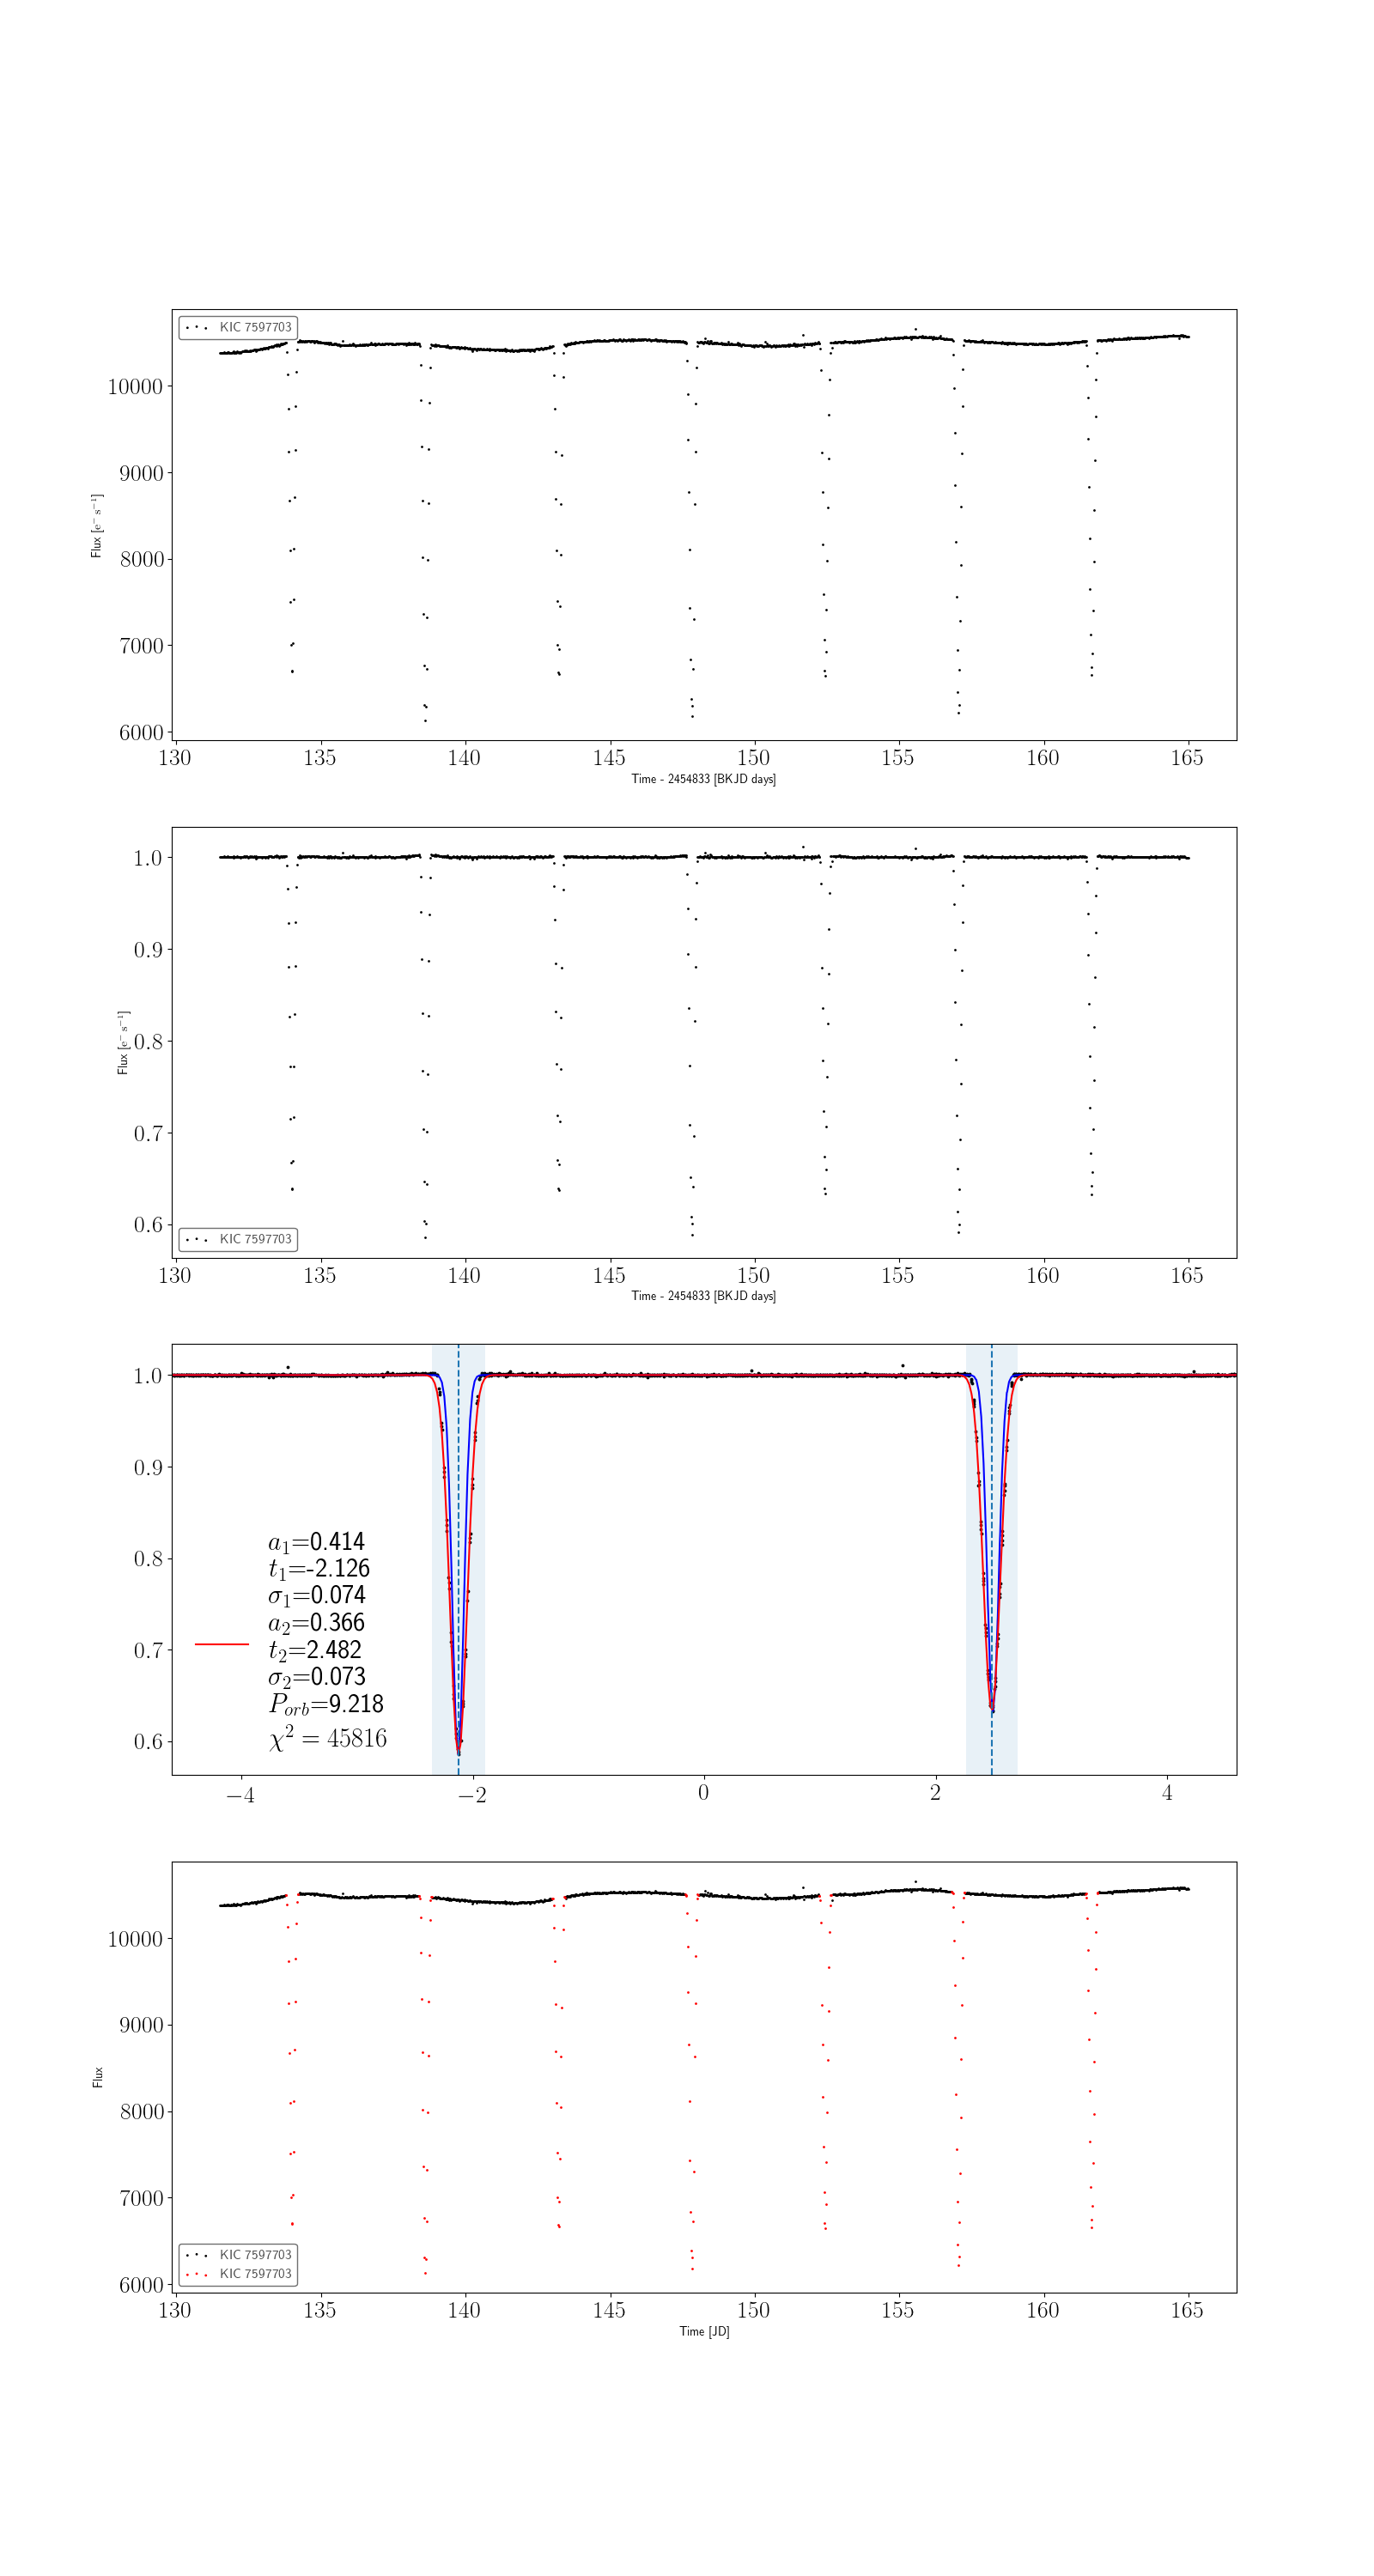 KIC 7597703
10000
9000
8000
7000
6000
Flux [e⁻ s⁻¹]
130 135 140 145 150 155 160 165
Time - 2454833 [BKJD days]
1.0
0.9
0.8
0.7
0.6
Flux [e⁻ s⁻¹]
KIC 7597703
130 135 140 145 150 155 160 165
Time - 2454833 [BKJD days]
1.0
0.9
0.8
0.7
0.6
a₁=0.414
t₁=-2.126
σ₁=0.074
a₂=0.366
t₂=2.482
σ₂=0.073
P_orb=9.218
χ² = 45816
−4 −2 0 2 4
10000
9000
8000
7000
6000
Flux
KIC 7597703
KIC 7597703
130 135 140 145 150 155 160 165
Time [JD]